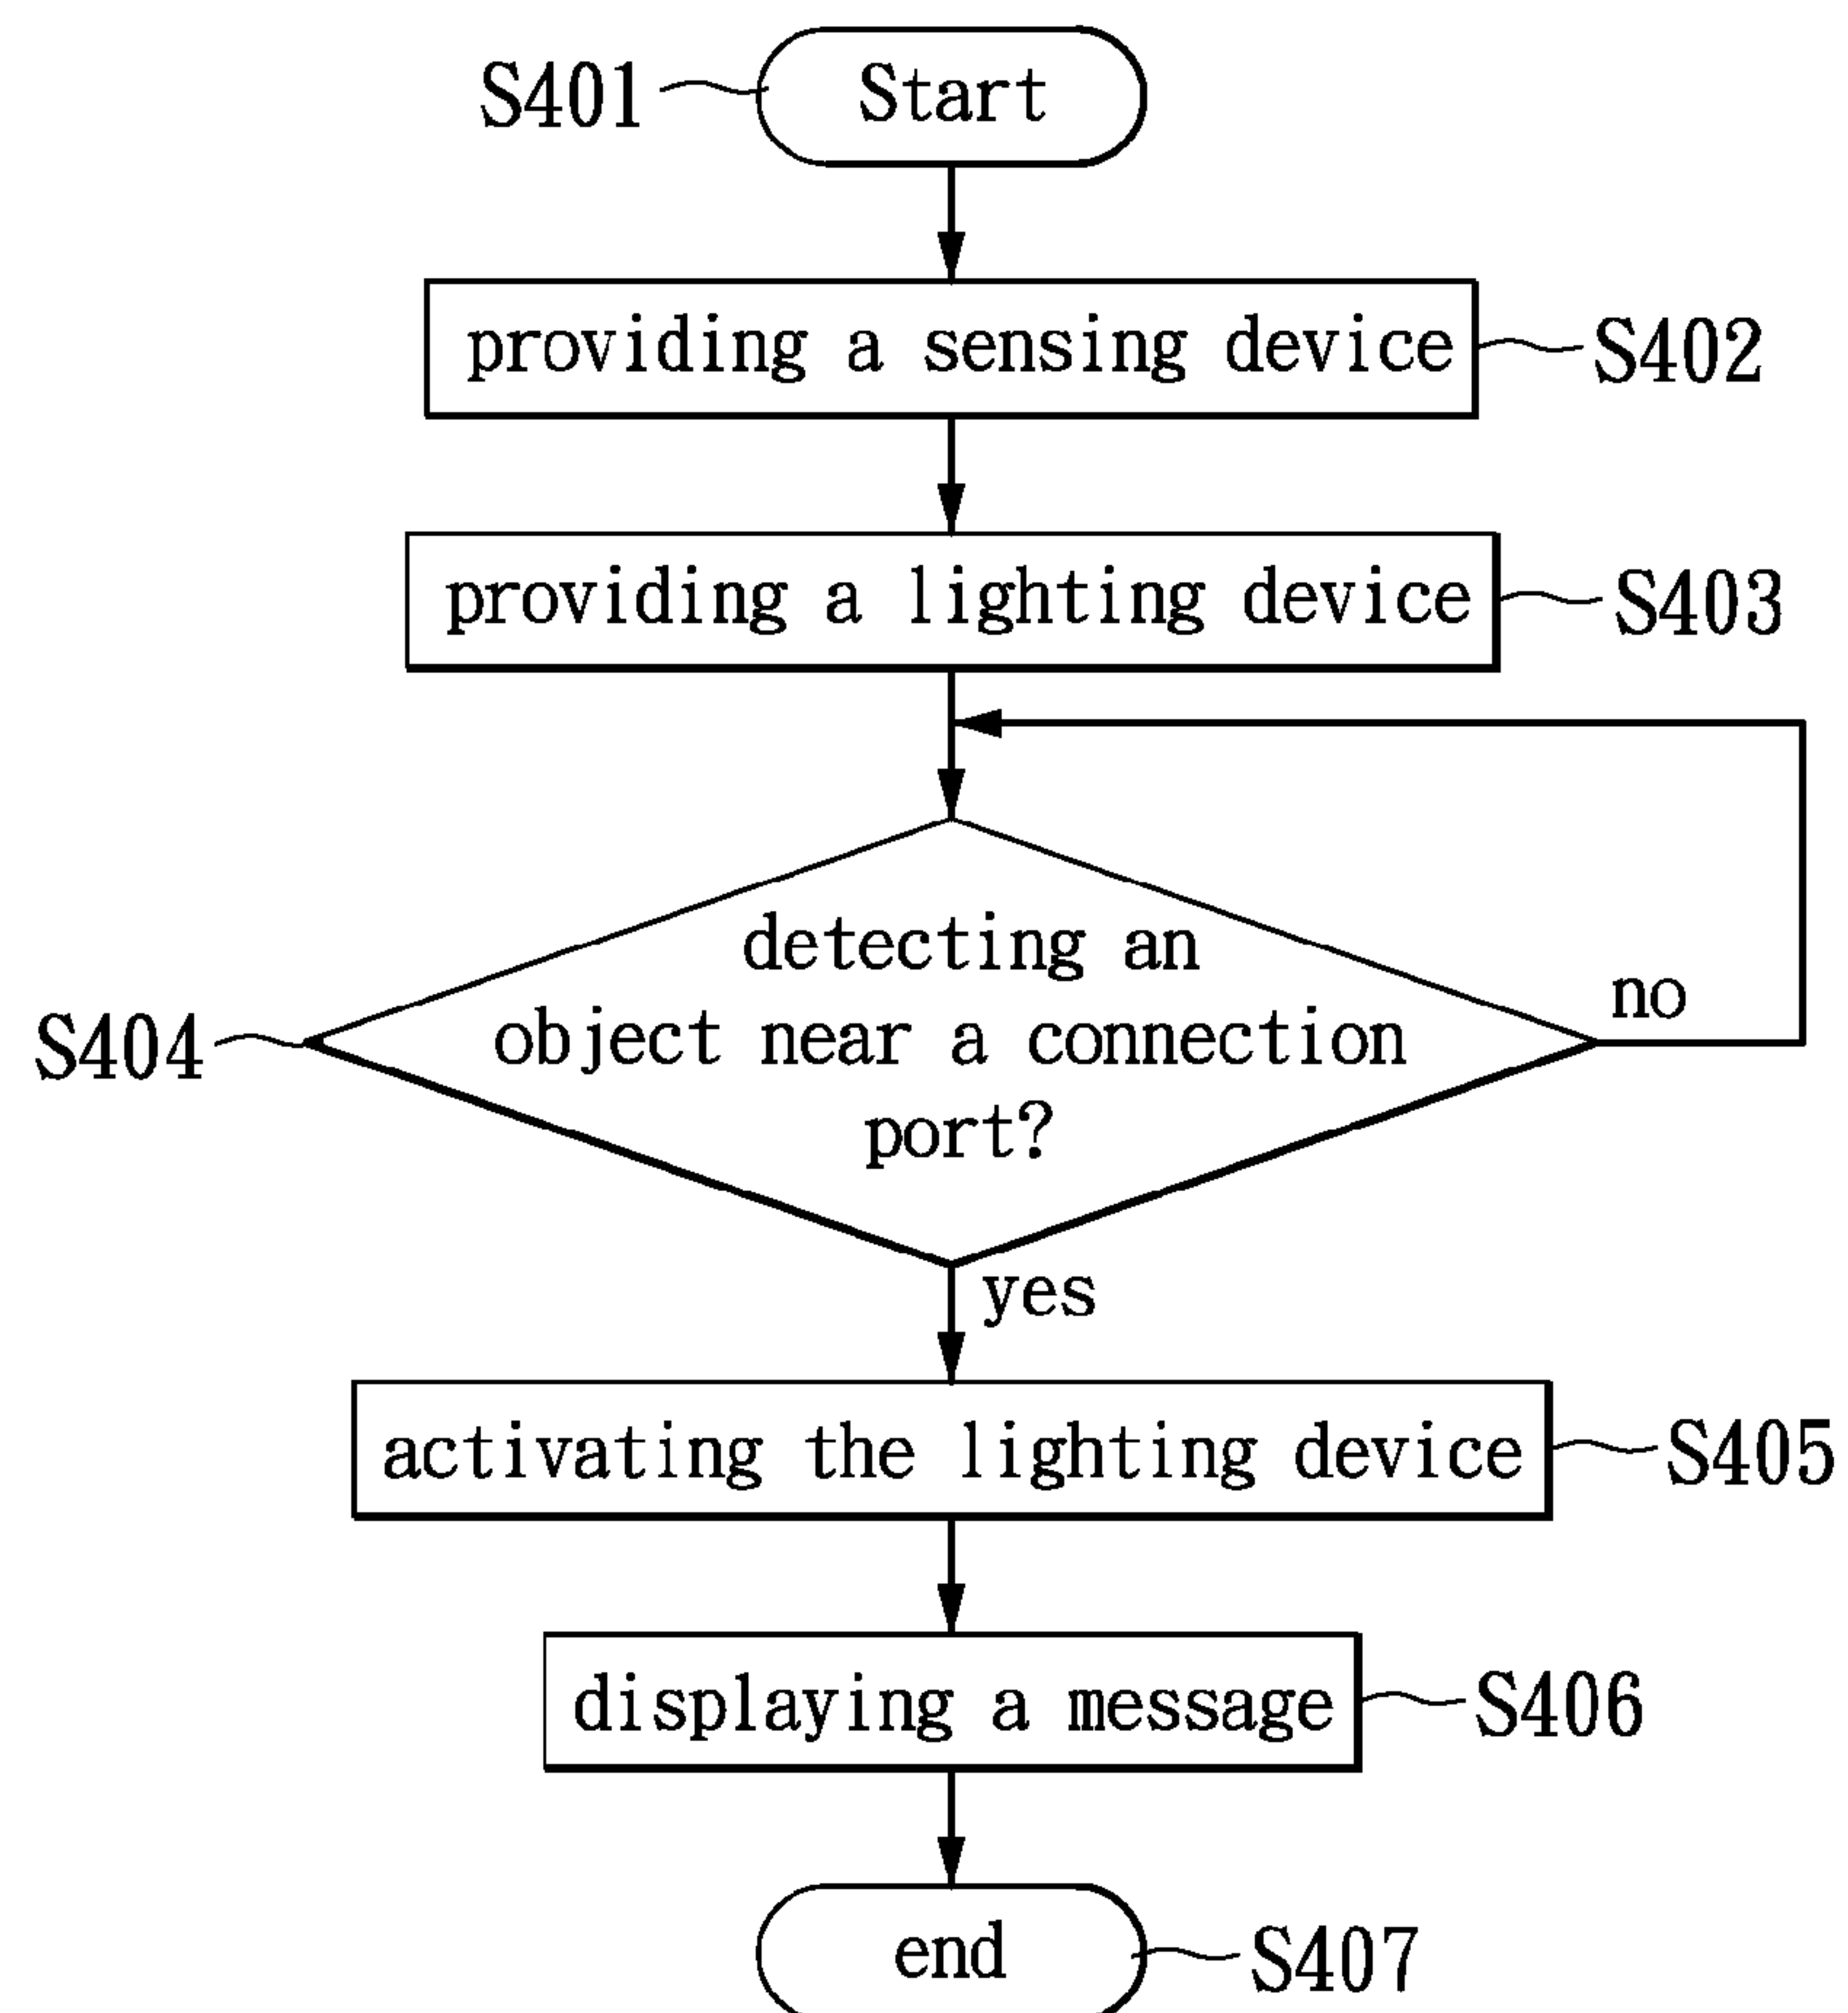 S401
Start
providing a sensing device
S402
providing a lighting device
S403
detecting an
object near a connection
port?
S404
no
yes
activating the lighting device
S405
displaying a message
S406
end
S407